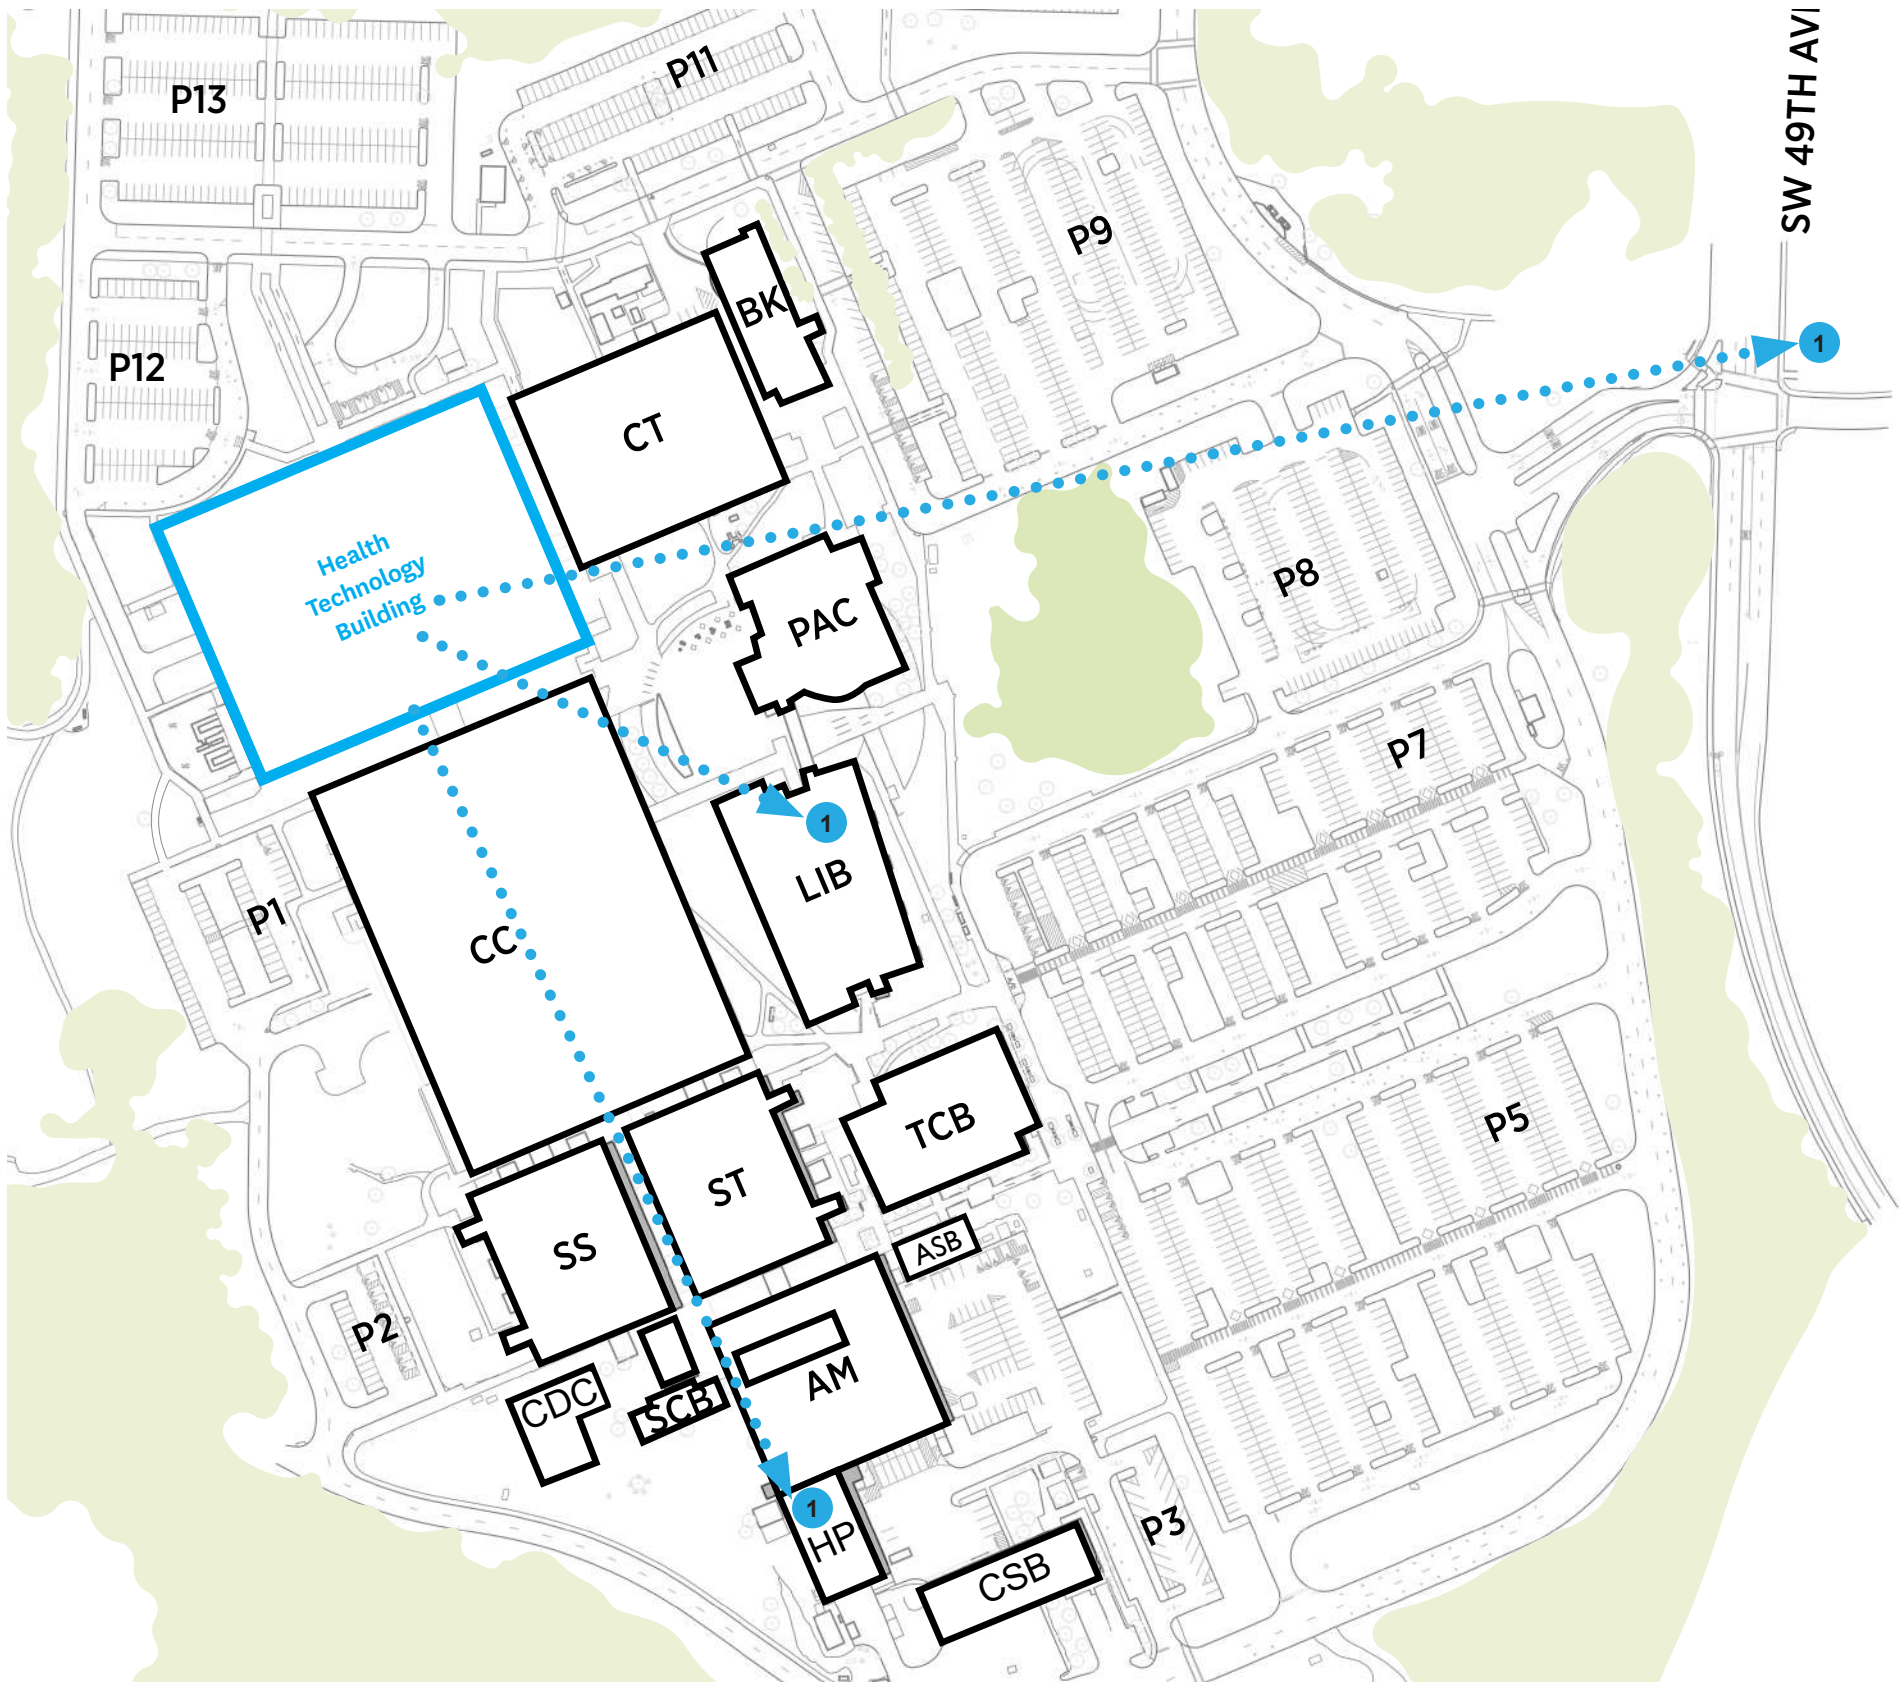 SW 49TH AVE
P11
P13
P9
BK
1
P12
CT
Health
Technology
Building
P8
PAC
P7
1
LIB
P1
CC
TCB
P5
ST
ASB
SS
P2
AM
CDC
SCB
1
HP
P3
CSB